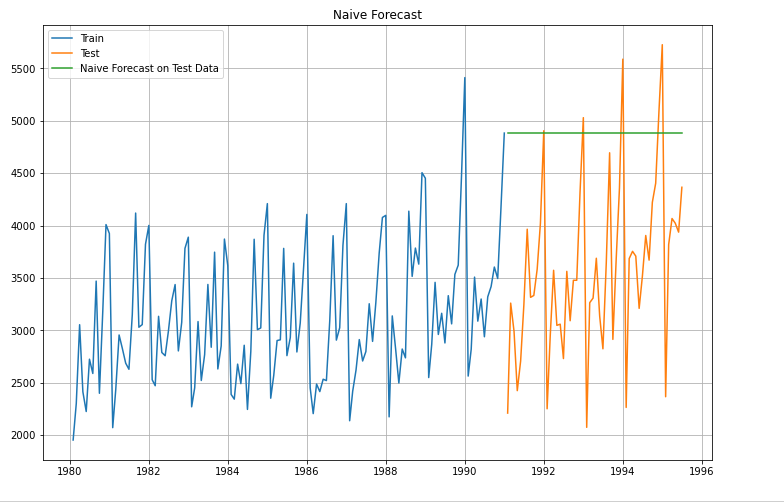 Naive Forecast
Train
Test
Naive Forecast on Test Data
5500
5000
4500
4000
3500
3000
2500
2000
1980 1982 1984 1986 1988 1990 1992 1994 1996